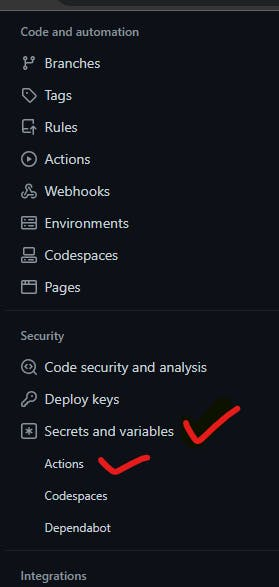 Code and automation
Branches
Tags
Rules
Actions
Webhooks
Environments
Codespaces
Pages
Security
Code security and analysis
Deploy keys
Secrets and variables
Actions
Codespaces
Dependabot
Integrations